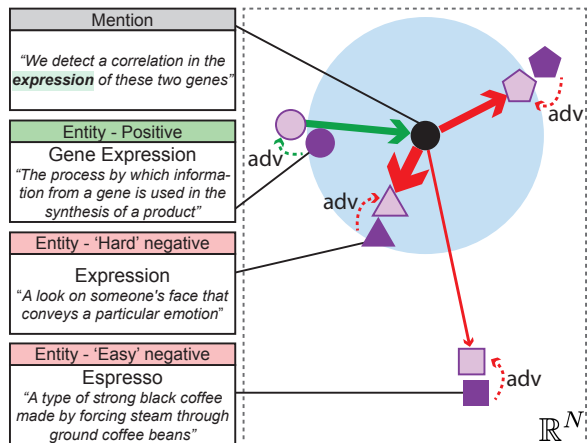 Mention
“We detect a correlation in the
expression of these two genes”
Entity - Positive
Gene Expression
“The process by which informa-
tion from a gene is used in the
synthesis of a product”
Entity - ‘Hard’ negative
Expression
“A look on someone's face that
conveys a particular emotion”
Entity - ‘Easy’ negative
Espresso
“A type of strong black coffee
made by forcing steam through
ground coffee beans”
adv
adv
adv
adv
ℝ^N